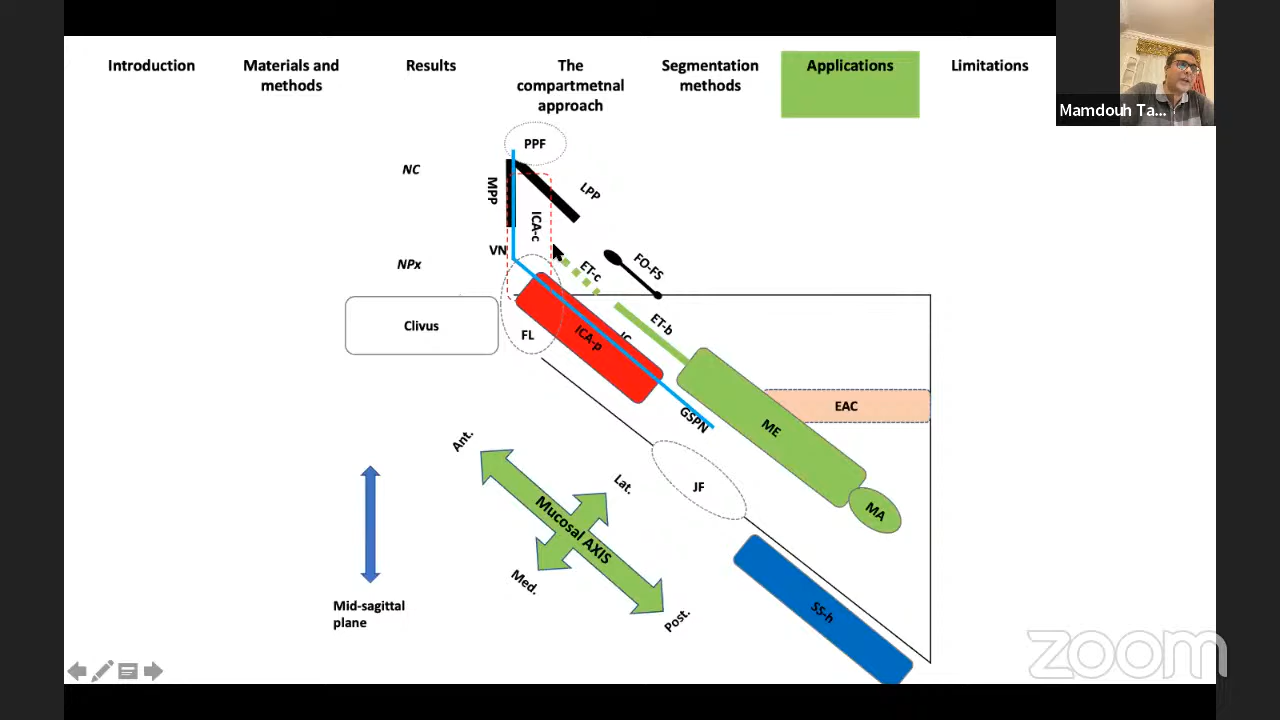 Introduction
Materials and
methods
Results
The
compartmetnal
approach
Segmentation
methods
Applications
Limitations
Mamdouh Ta...
PPF
NC
MPP
LPP
ICA-c
VN
NPx
ET-c
FO-FS
Clivus
FL
ICA-p
IC
ET-b
EAC
ME
GSPN
Ant.
Lat.
JF
MA
Mucosal AXIS
Med.
Post.
Mid-sagittal
plane
SS-h
zoom